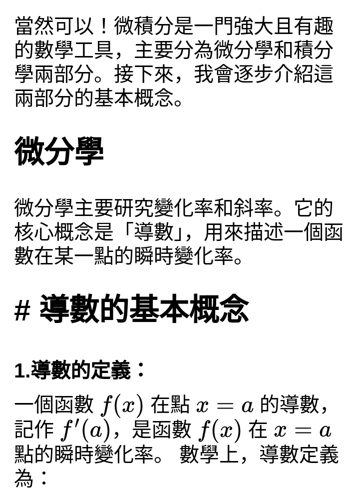 當然可以！微積分是一門強大且有趣
的數學工具，主要分為微分學和積分
學兩部分。接下來，我會逐步介紹這
兩部分的基本概念。
微分學
微分學主要研究變化率和斜率。它的
核心概念是「導數」，用來描述一個函
數在某一點的瞬時變化率。
# 導數的基本概念
1.導數的定義：
一個函數 f(x) 在點 x = a 的導數，
記作 f′(a)，是函數 f(x) 在 x = a
點的瞬時變化率。 數學上，導數定義
為：